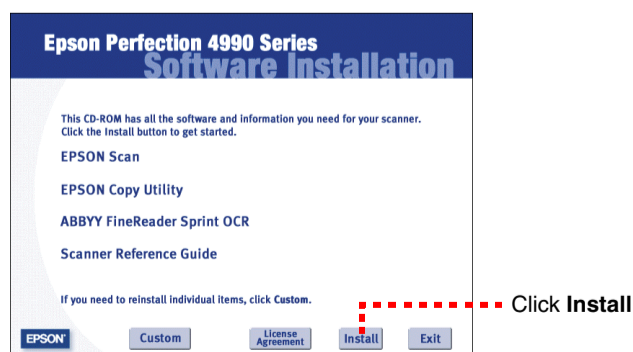 Epson Perfection 4990 Series
Software Installation
This CD-ROM has all the software and information you need for your scanner.
Click the Install button to get started.
EPSON Scan
EPSON Copy Utility
ABBYY FineReader Sprint OCR
Scanner Reference Guide
If you need to reinstall individual items, click Custom.
Click Install
EPSON Custom License Agreement Install Exit